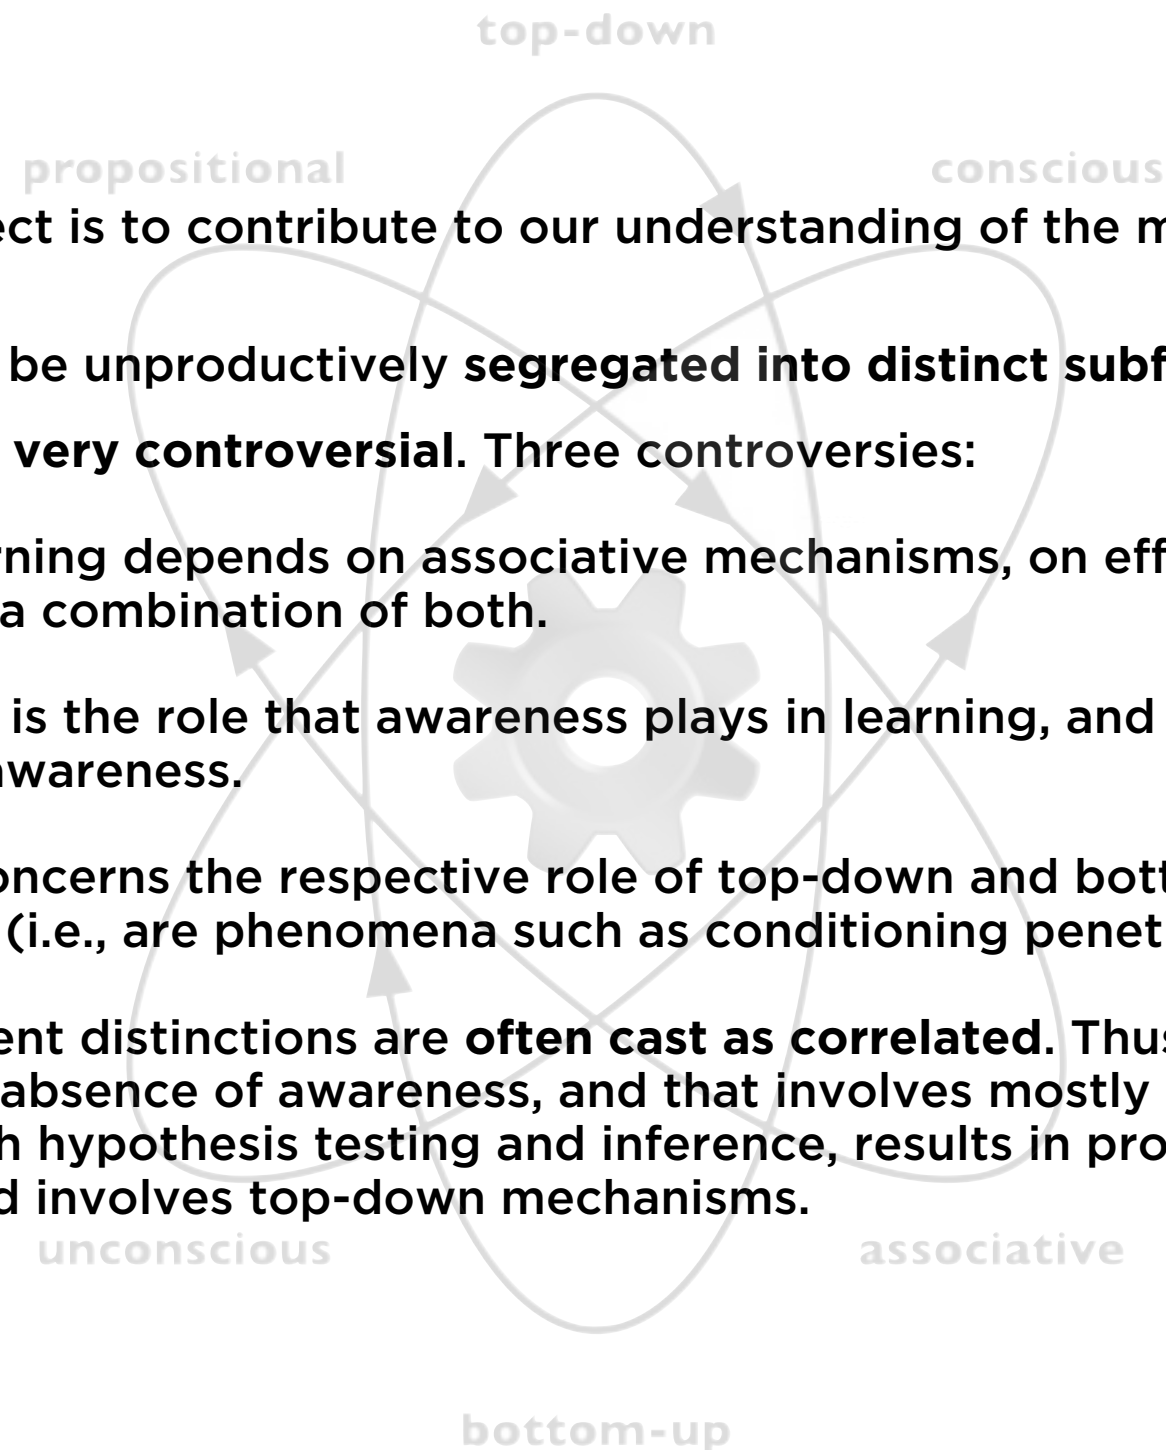 top-down
propositional conscious
ect is to contribute to our understanding of the m
be unproductively segregated into distinct subf
very controversial. Three controversies:
rning depends on associative mechanisms, on eff
a combination of both.
is the role that awareness plays in learning, and
awareness.
oncerns the respective role of top-down and bott
(i.e., are phenomena such as conditioning penet
ent distinctions are often cast as correlated. Thus
absence of awareness, and that involves mostly
h hypothesis testing and inference, results in pro
d involves top-down mechanisms.
unconscious associative
bottom-up